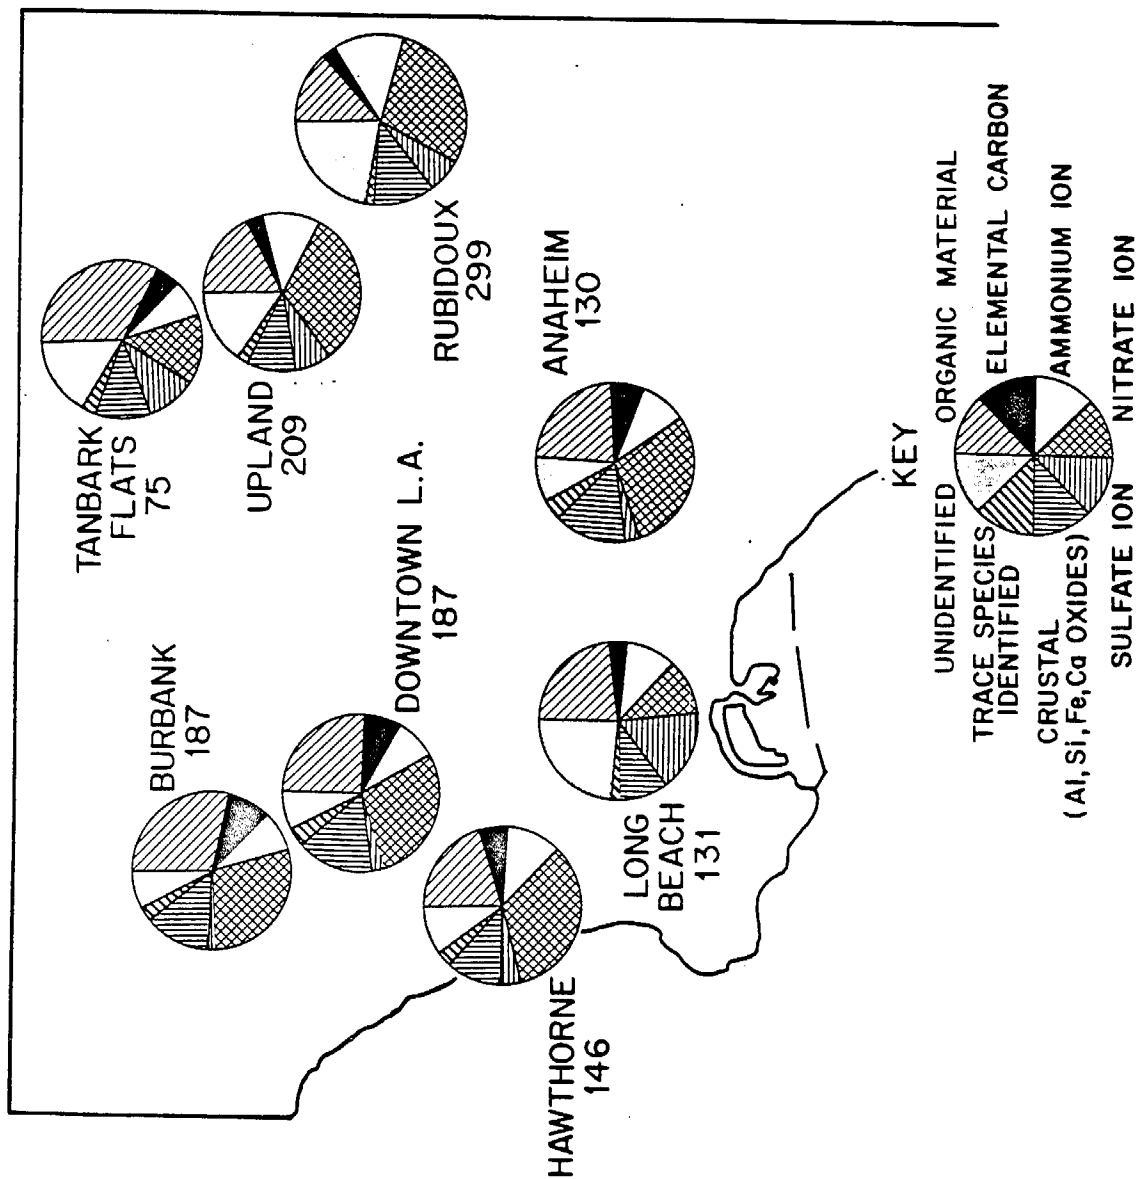 TANBARK
FLATS
75
UPLAND
209
RUBIDOUX
299
BURBANK
187
DOWNTOWN L.A.
187
ANAHEIM
130
HAWTHORNE
146
LONG
BEACH
131
KEY
UNIDENTIFIED ORGANIC MATERIAL
TRACE SPECIES
IDENTIFIED
ELEMENTAL CARBON
CRUSTAL
(Al, Si, Fe, Ca OXIDES)
AMMONIUM ION
SULFATE ION NITRATE ION